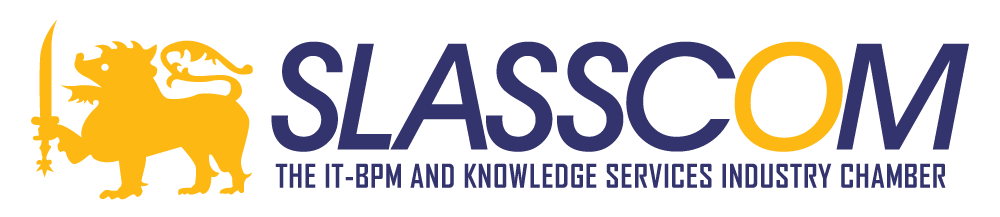 SLASSCOM
THE IT-BPM AND KNOWLEDGE SERVICES INDUSTRY CHAMBER